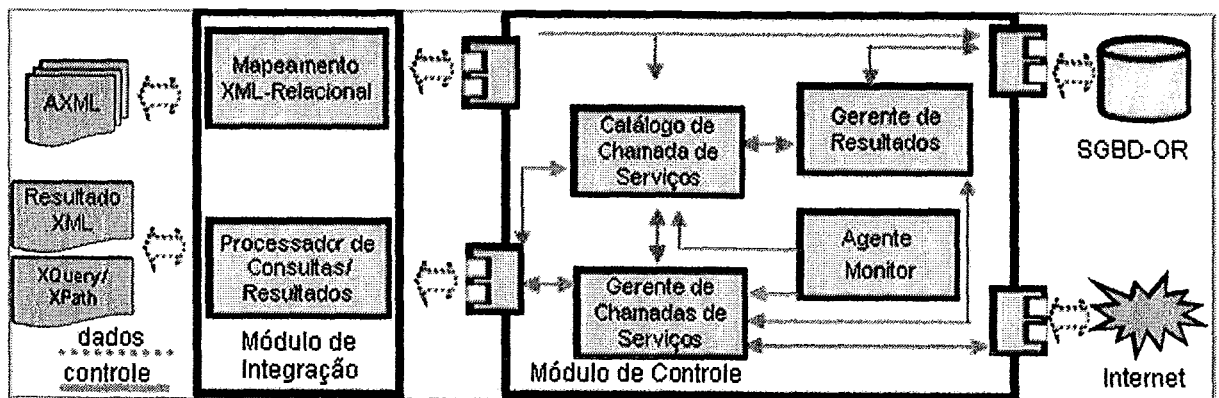 AXML
Resultado
XML
XQuery/
XPath
dados
controle
Mapeamento
XML-Relacional
Processador de
Consultas/
Resultados
Módulo de
Integração
Catálogo de
Chamada de
Serviços
Gerente de
Resultados
Agente
Monitor
Gerente de
Chamadas de
Serviços
Módulo de Controle
SGBD-OR
Internet